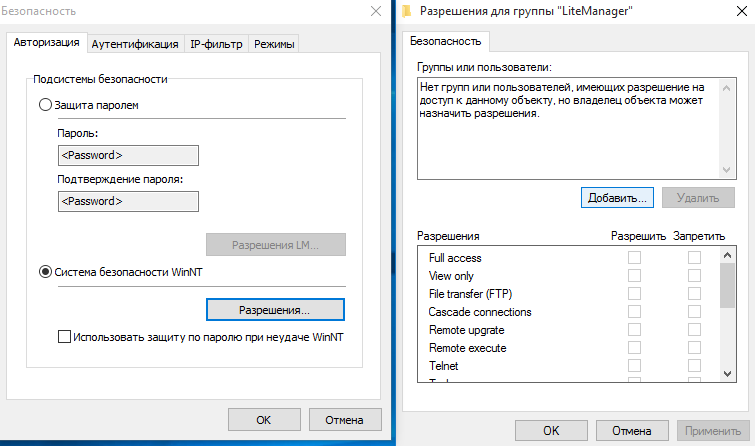 Безопасность
Авторизация
Аутентификация
IP-фильтр
Режимы
Подсистемы безопасности
Защита паролем
Пароль:
<Password>
Подтверждение пароля:
<Password>
Разрешения LM...
Система безопасности WinNT
Разрешения...
Использовать защиту по паролю при неудаче WinNT
OK
Отмена
Разрешения для группы "LiteManager"
Безопасность
Группы или пользователи:
Нет групп или пользователей, имеющих разрешение на
доступ к данному объекту, но владелец объекта может
назначить разрешения.
Добавить...
Удалить
Разрешения
Разрешить
Запретить
Full access
View only
File transfer (FTP)
Cascade connections
Remote upgrate
Remote execute
Telnet
OK
Отмена
Применить